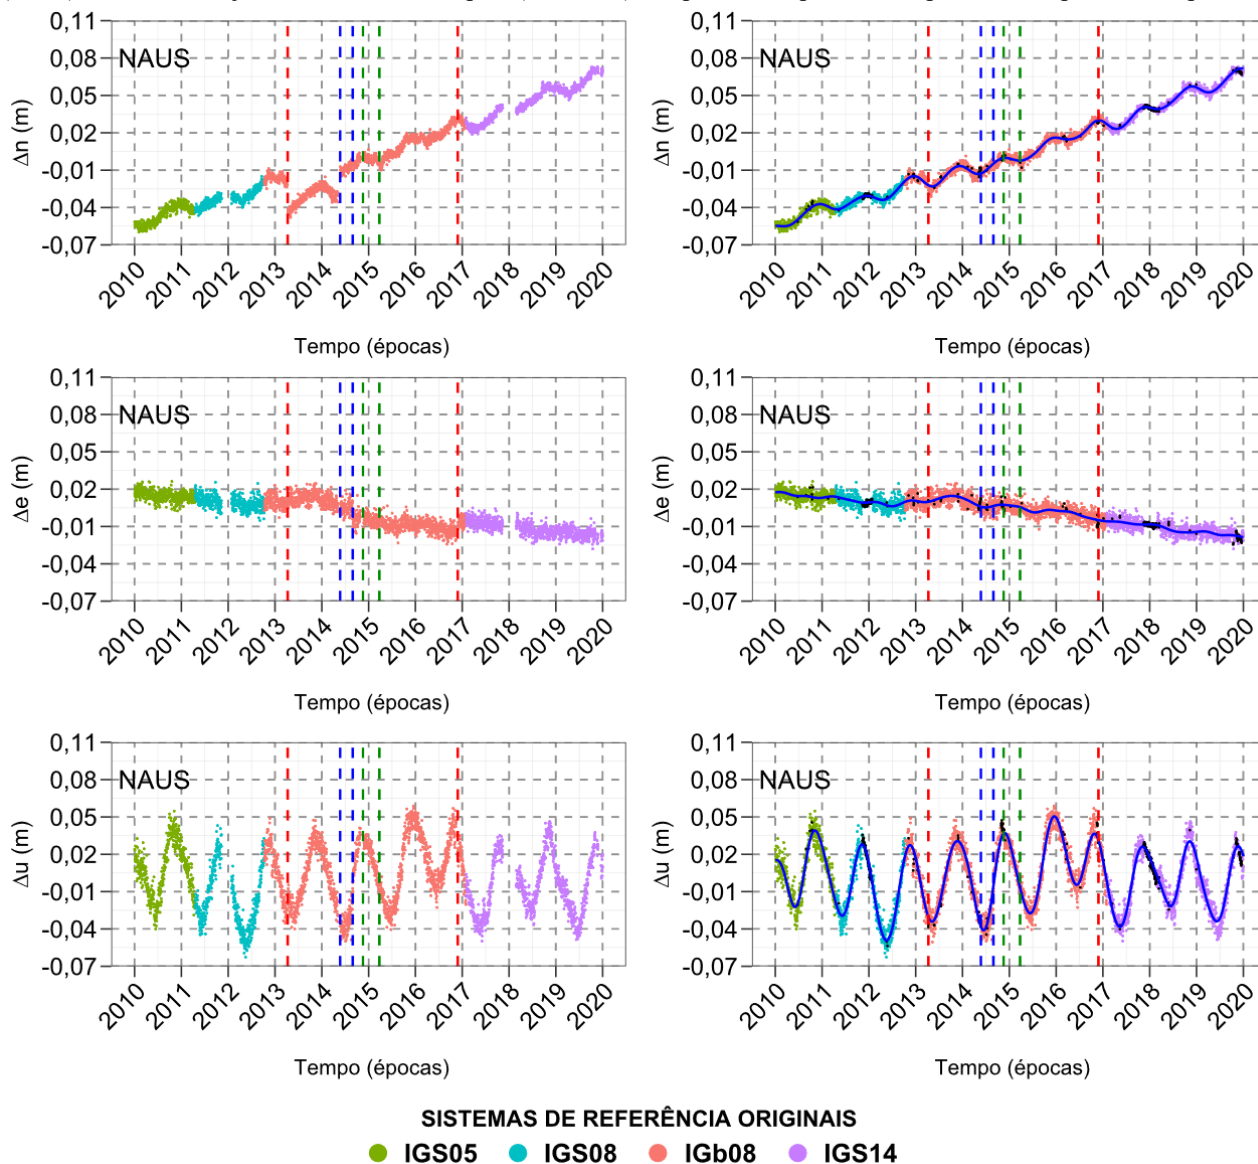 0,11 0,08 0,05 0,02 -0,01 -0,04 -0,07
Δn (m)
NAUS
2010 2011 2012 2013 2014 2015 2016 2017 2018 2019 2020
Tempo (épocas)
0,11 0,08 0,05 0,02 -0,01 -0,04 -0,07
Δn (m)
NAUS
2010 2011 2012 2013 2014 2015 2016 2017 2018 2019 2020
Tempo (épocas)
0,11 0,08 0,05 0,02 -0,01 -0,04 -0,07
Δe (m)
NAUS
2010 2011 2012 2013 2014 2015 2016 2017 2018 2019 2020
Tempo (épocas)
0,11 0,08 0,05 0,02 -0,01 -0,04 -0,07
Δe (m)
NAUS
2010 2011 2012 2013 2014 2015 2016 2017 2018 2019 2020
Tempo (épocas)
0,11 0,08 0,05 0,02 -0,01 -0,04 -0,07
Δu (m)
NAUS
2010 2011 2012 2013 2014 2015 2016 2017 2018 2019 2020
Tempo (épocas)
0,11 0,08 0,05 0,02 -0,01 -0,04 -0,07
Δu (m)
NAUS
2010 2011 2012 2013 2014 2015 2016 2017 2018 2019 2020
Tempo (épocas)
SISTEMAS DE REFERÊNCIA ORIGINAIS
IGS05 IGS08 IGb08 IGS14